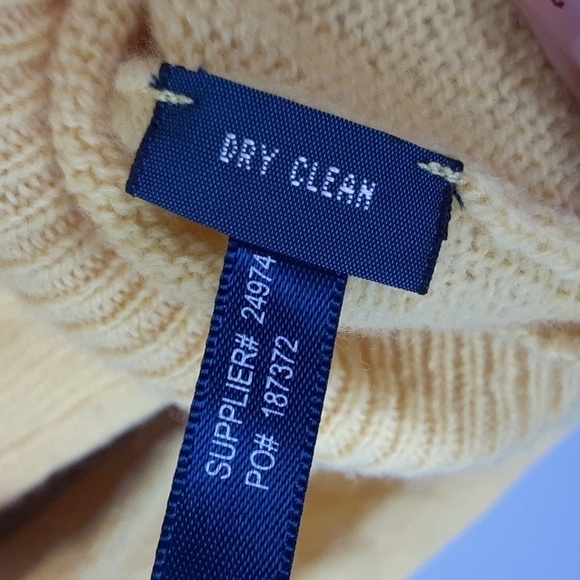 DRY CLEAN
SUPPLIER# 24974
PO# 187372